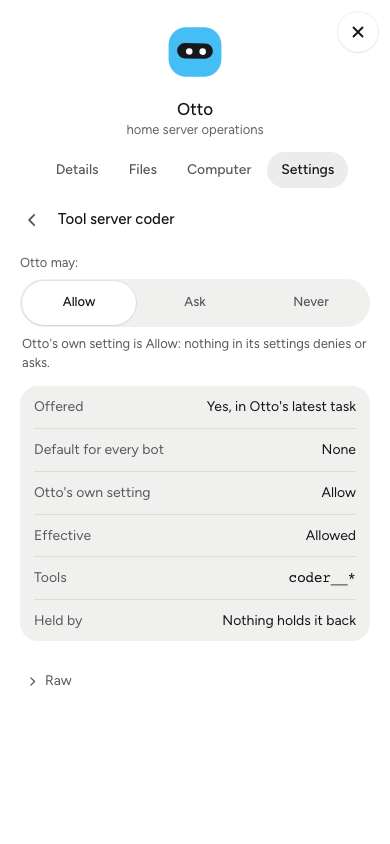 Otto
home server operations
Details Files Computer Settings
Tool server coder
Otto may:
Allow Ask Never
Otto's own setting is Allow: nothing in its settings denies or
asks.
Offered Yes, in Otto's latest task
Default for every bot None
Otto's own setting Allow
Effective Allowed
Tools coder__*
Held by Nothing holds it back
Raw